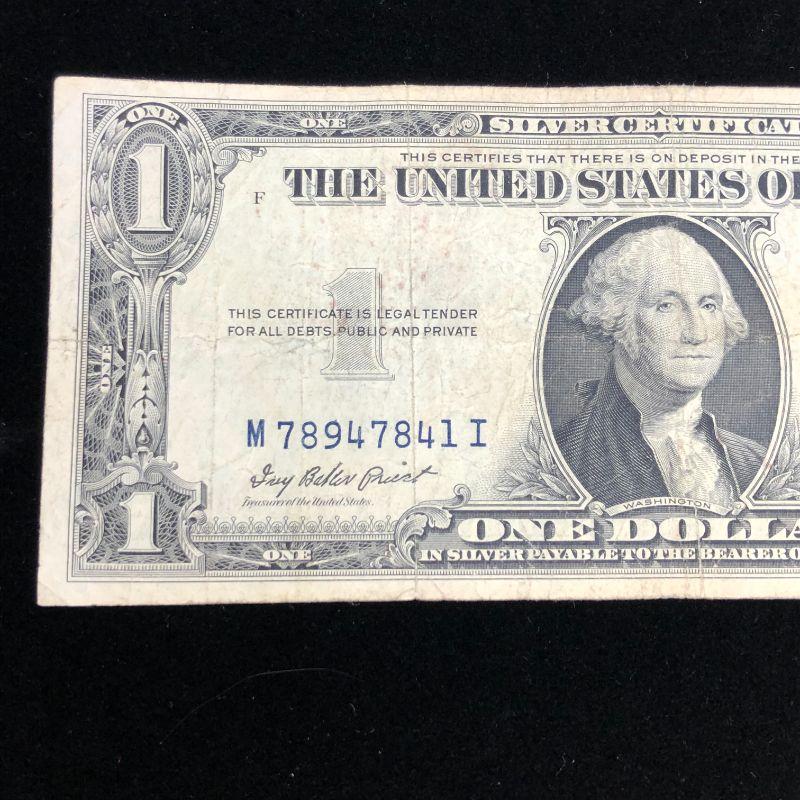 ONE
ONE
SILVER CERTIFICAT
1
THIS CERTIFIES THAT THERE IS ON DEPOSIT IN THE
F
THE UNITED STATES O
1
THIS CERTIFICATE IS LEGAL TENDER
FOR ALL DEBTS, PUBLIC AND PRIVATE
ONE
M 78947841 I
Ivy Baker Priest
Treasurer of the United States.
1
WASHINGTON
ONE DOLLA
ONE
IN SILVER PAYABLE TO THE BEARER O